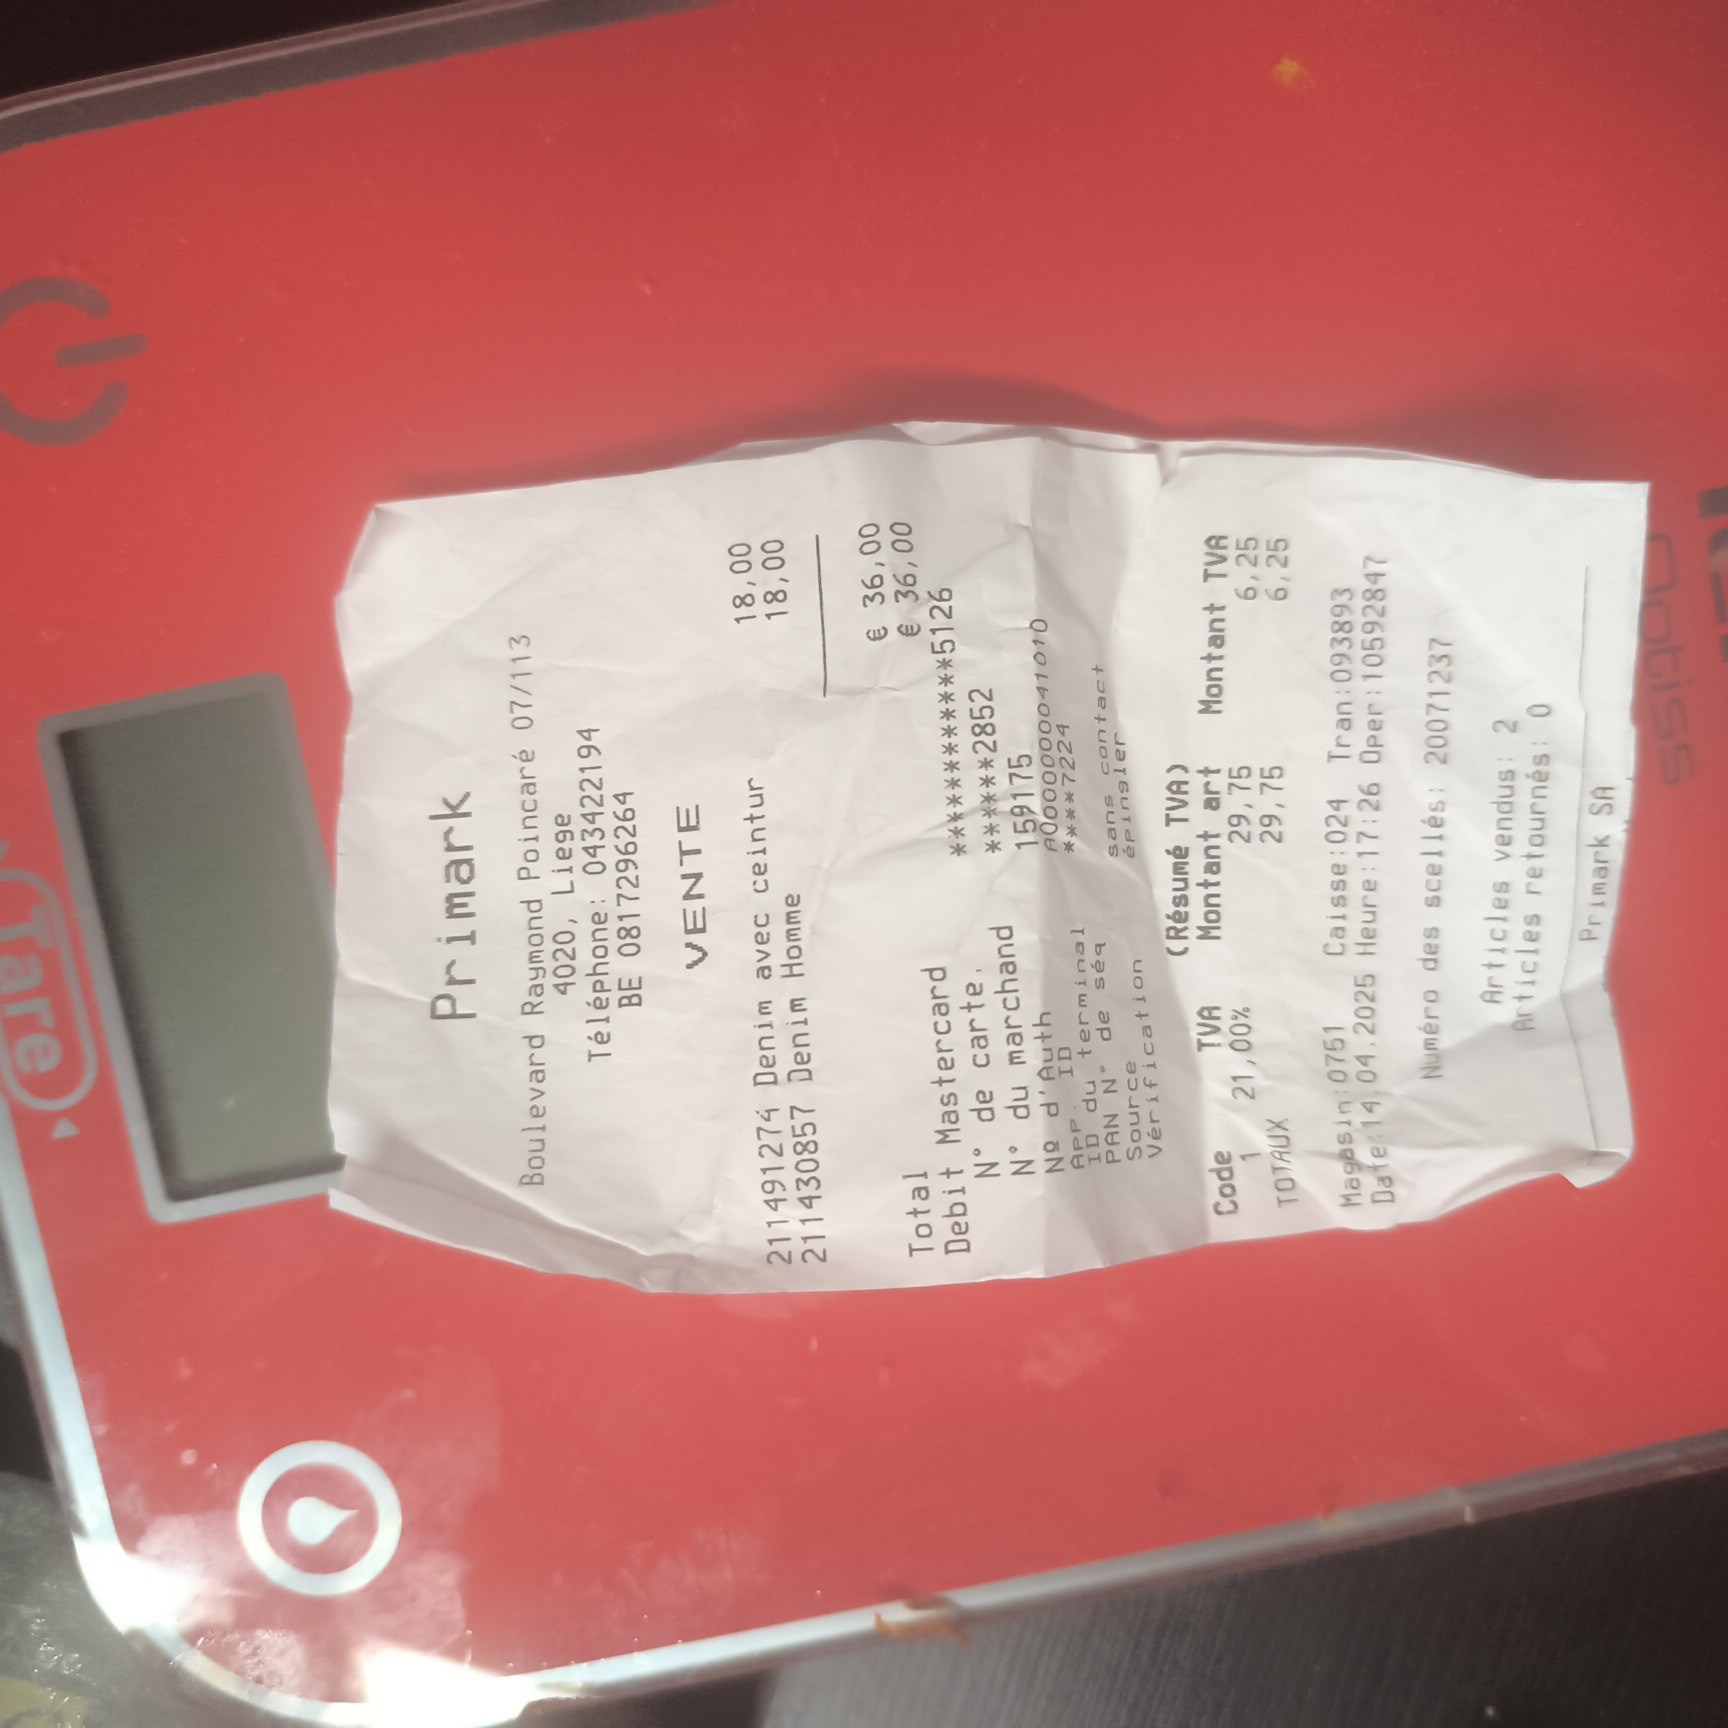 Tare
Primark
Boulevard Raymond Poincaré 07/113
4020, Liege
Téléphone: 043422194
BE 0817296264
VENTE
211491274 Denim avec ceintur 18,00
211430857 Denim Homme 18,00
Total € 36,00
Debit Mastercard € 36,00
N° de carte. ************5126
N° du marchand ******2852
Nº d'Auth 159175
APP. ID A0000000041010
ID du terminal ****7224
PAN N° de séq
Source sans contact
Vérification épingler
(Résumé TVA)
Code TVA Montant art Montant TVA
1 21,00% 29,75 6,25
TOTAUX 29,75 6,25
Magasin:0751 Caisse:024 Tran:093893
Date:14.04.2025 Heure:17:26 Oper:10592847
Numéro des scellés: 20071237
Articles vendus: 2
Articles retournés: 0
Primark SA